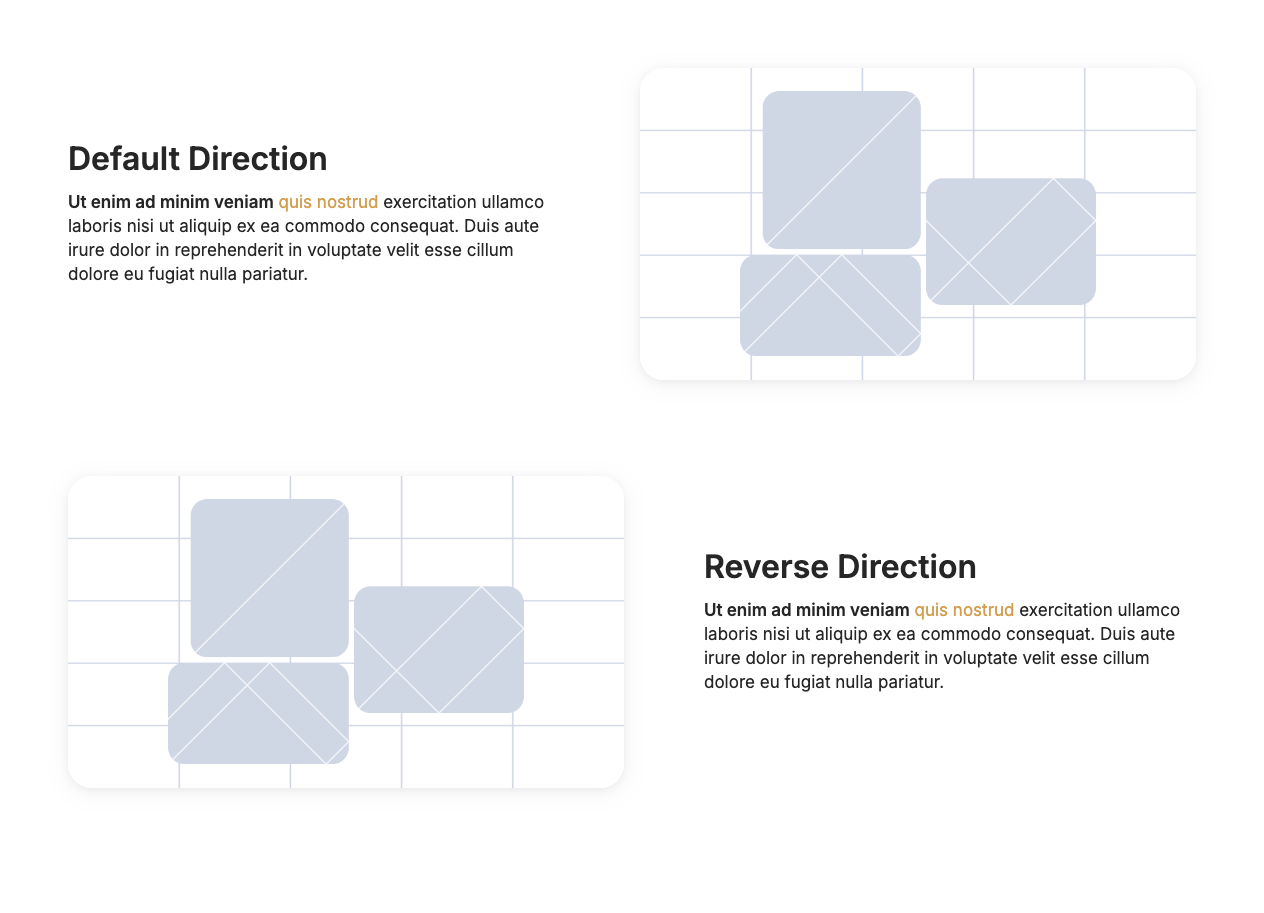 Default Direction
Ut enim ad minim veniam quis nostrud exercitation ullamco
laboris nisi ut aliquip ex ea commodo consequat. Duis aute
irure dolor in reprehenderit in voluptate velit esse cillum
dolore eu fugiat nulla pariatur.
Reverse Direction
Ut enim ad minim veniam quis nostrud exercitation ullamco
laboris nisi ut aliquip ex ea commodo consequat. Duis aute
irure dolor in reprehenderit in voluptate velit esse cillum
dolore eu fugiat nulla pariatur.